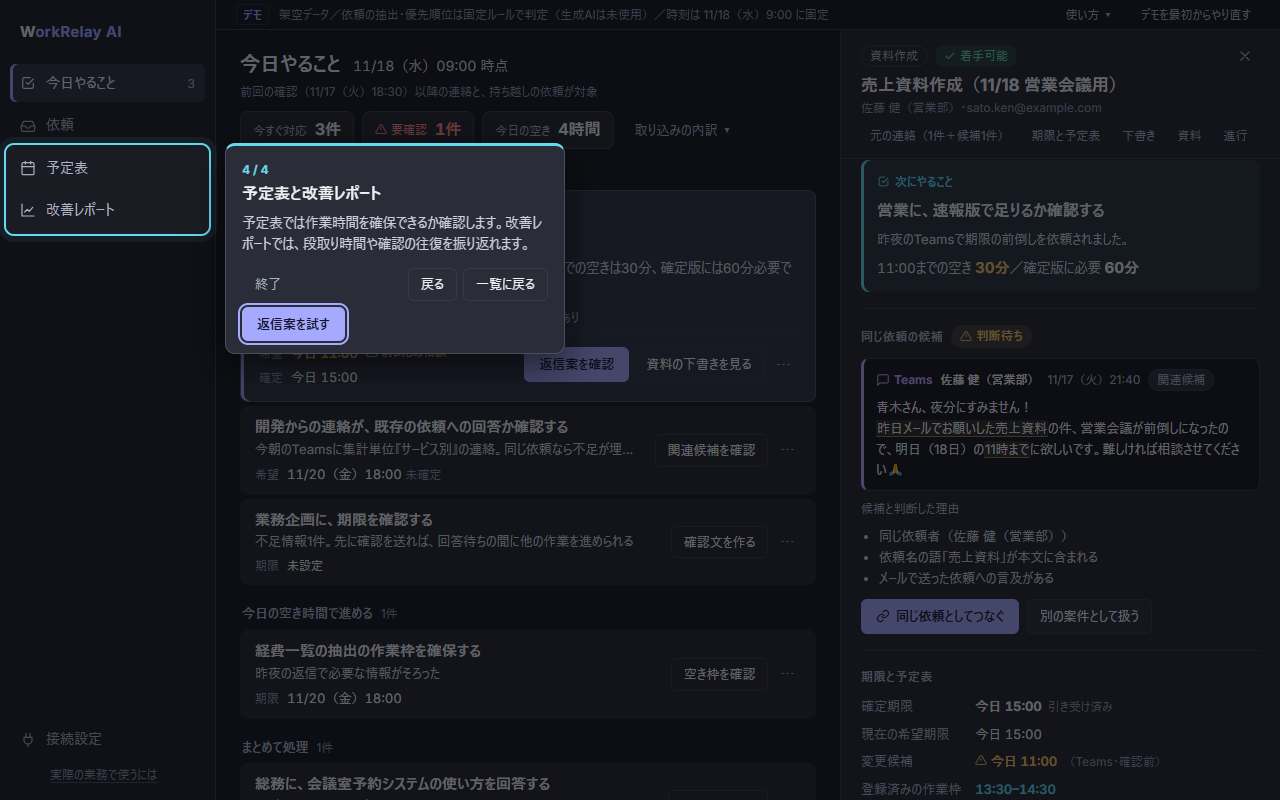 WorkRelay AI
今日やること 3
依頼
予定表
改善レポート
接続設定
実際の業務で使うには
デモ 架空データ／依頼の抽出・優先順位は固定ルールで判定（生成AIは未使用）／時刻は 11/18（水）9:00 に固定
使い方 ▼ デモを最初からやり直す
今日やること 11/18（水）09:00 時点
前回の確認（11/17（火）18:30）以降の連絡と、持ち越しの依頼が対象
今すぐ対応 3件
要確認 1件
今日の空き 4時間
取り込みの内訳 ▼
4 / 4
予定表と改善レポート
予定表では作業時間を確保できるか確認します。改善レ
ポートでは、段取り時間や確認の往復を振り返れます。
終了 戻る 一覧に戻る
返信案を試す
での空きは30分、確定版には60分必要で
あり
確定 今日 15:00
返信案を確認 資料の下書きを見る …
開発からの連絡が、既存の依頼への回答か確認する
今朝のTeamsに集計単位『サービス別』の連絡。同じ依頼なら不足が埋…
希望 11/20（金）18:00 未確定
関連候補を確認 …
業務企画に、期限を確認する
不足情報1件。先に確認を送れば、回答待ちの間に他の作業を進められる
期限 未設定
確認文を作る …
今日の空き時間で進める 1件
経費一覧の抽出の作業枠を確保する
昨夜の返信で必要な情報がそろった
期限 11/20（金）18:00
空き枠を確認 …
まとめて処理 1件
総務に、会議室予約システムの使い方を回答する
資料作成 着手可能
売上資料作成（11/18 営業会議用）
佐藤 健（営業部）・sato.ken@example.com
元の連絡（1件＋候補1件） 期限と予定表 下書き 資料 進行
次にやること
営業に、速報版で足りるか確認する
昨夜のTeamsで期限の前倒しを依頼されました。
11:00までの空き 30分／確定版に必要 60分
同じ依頼の候補 判断待ち
Teams 佐藤 健（営業部） 11/17（火）21:40 関連候補
青木さん、夜分にすみません！
昨日メールでお願いした売上資料の件、営業会議が前倒しになったの
で、明日（18日）の11時までに欲しいです。難しければ相談させてくださ
い🙏
候補と判断した理由
• 同じ依頼者（佐藤 健（営業部））
• 依頼名の語「売上資料」が本文に含まれる
• メールで送った依頼への言及がある
同じ依頼としてつなぐ 別の案件として扱う
期限と予定表
確定期限 今日 15:00 引き受け済み
現在の希望期限 今日 15:00
変更候補 今日 11:00 （Teams・確認前）
登録済みの作業枠 13:30–14:30